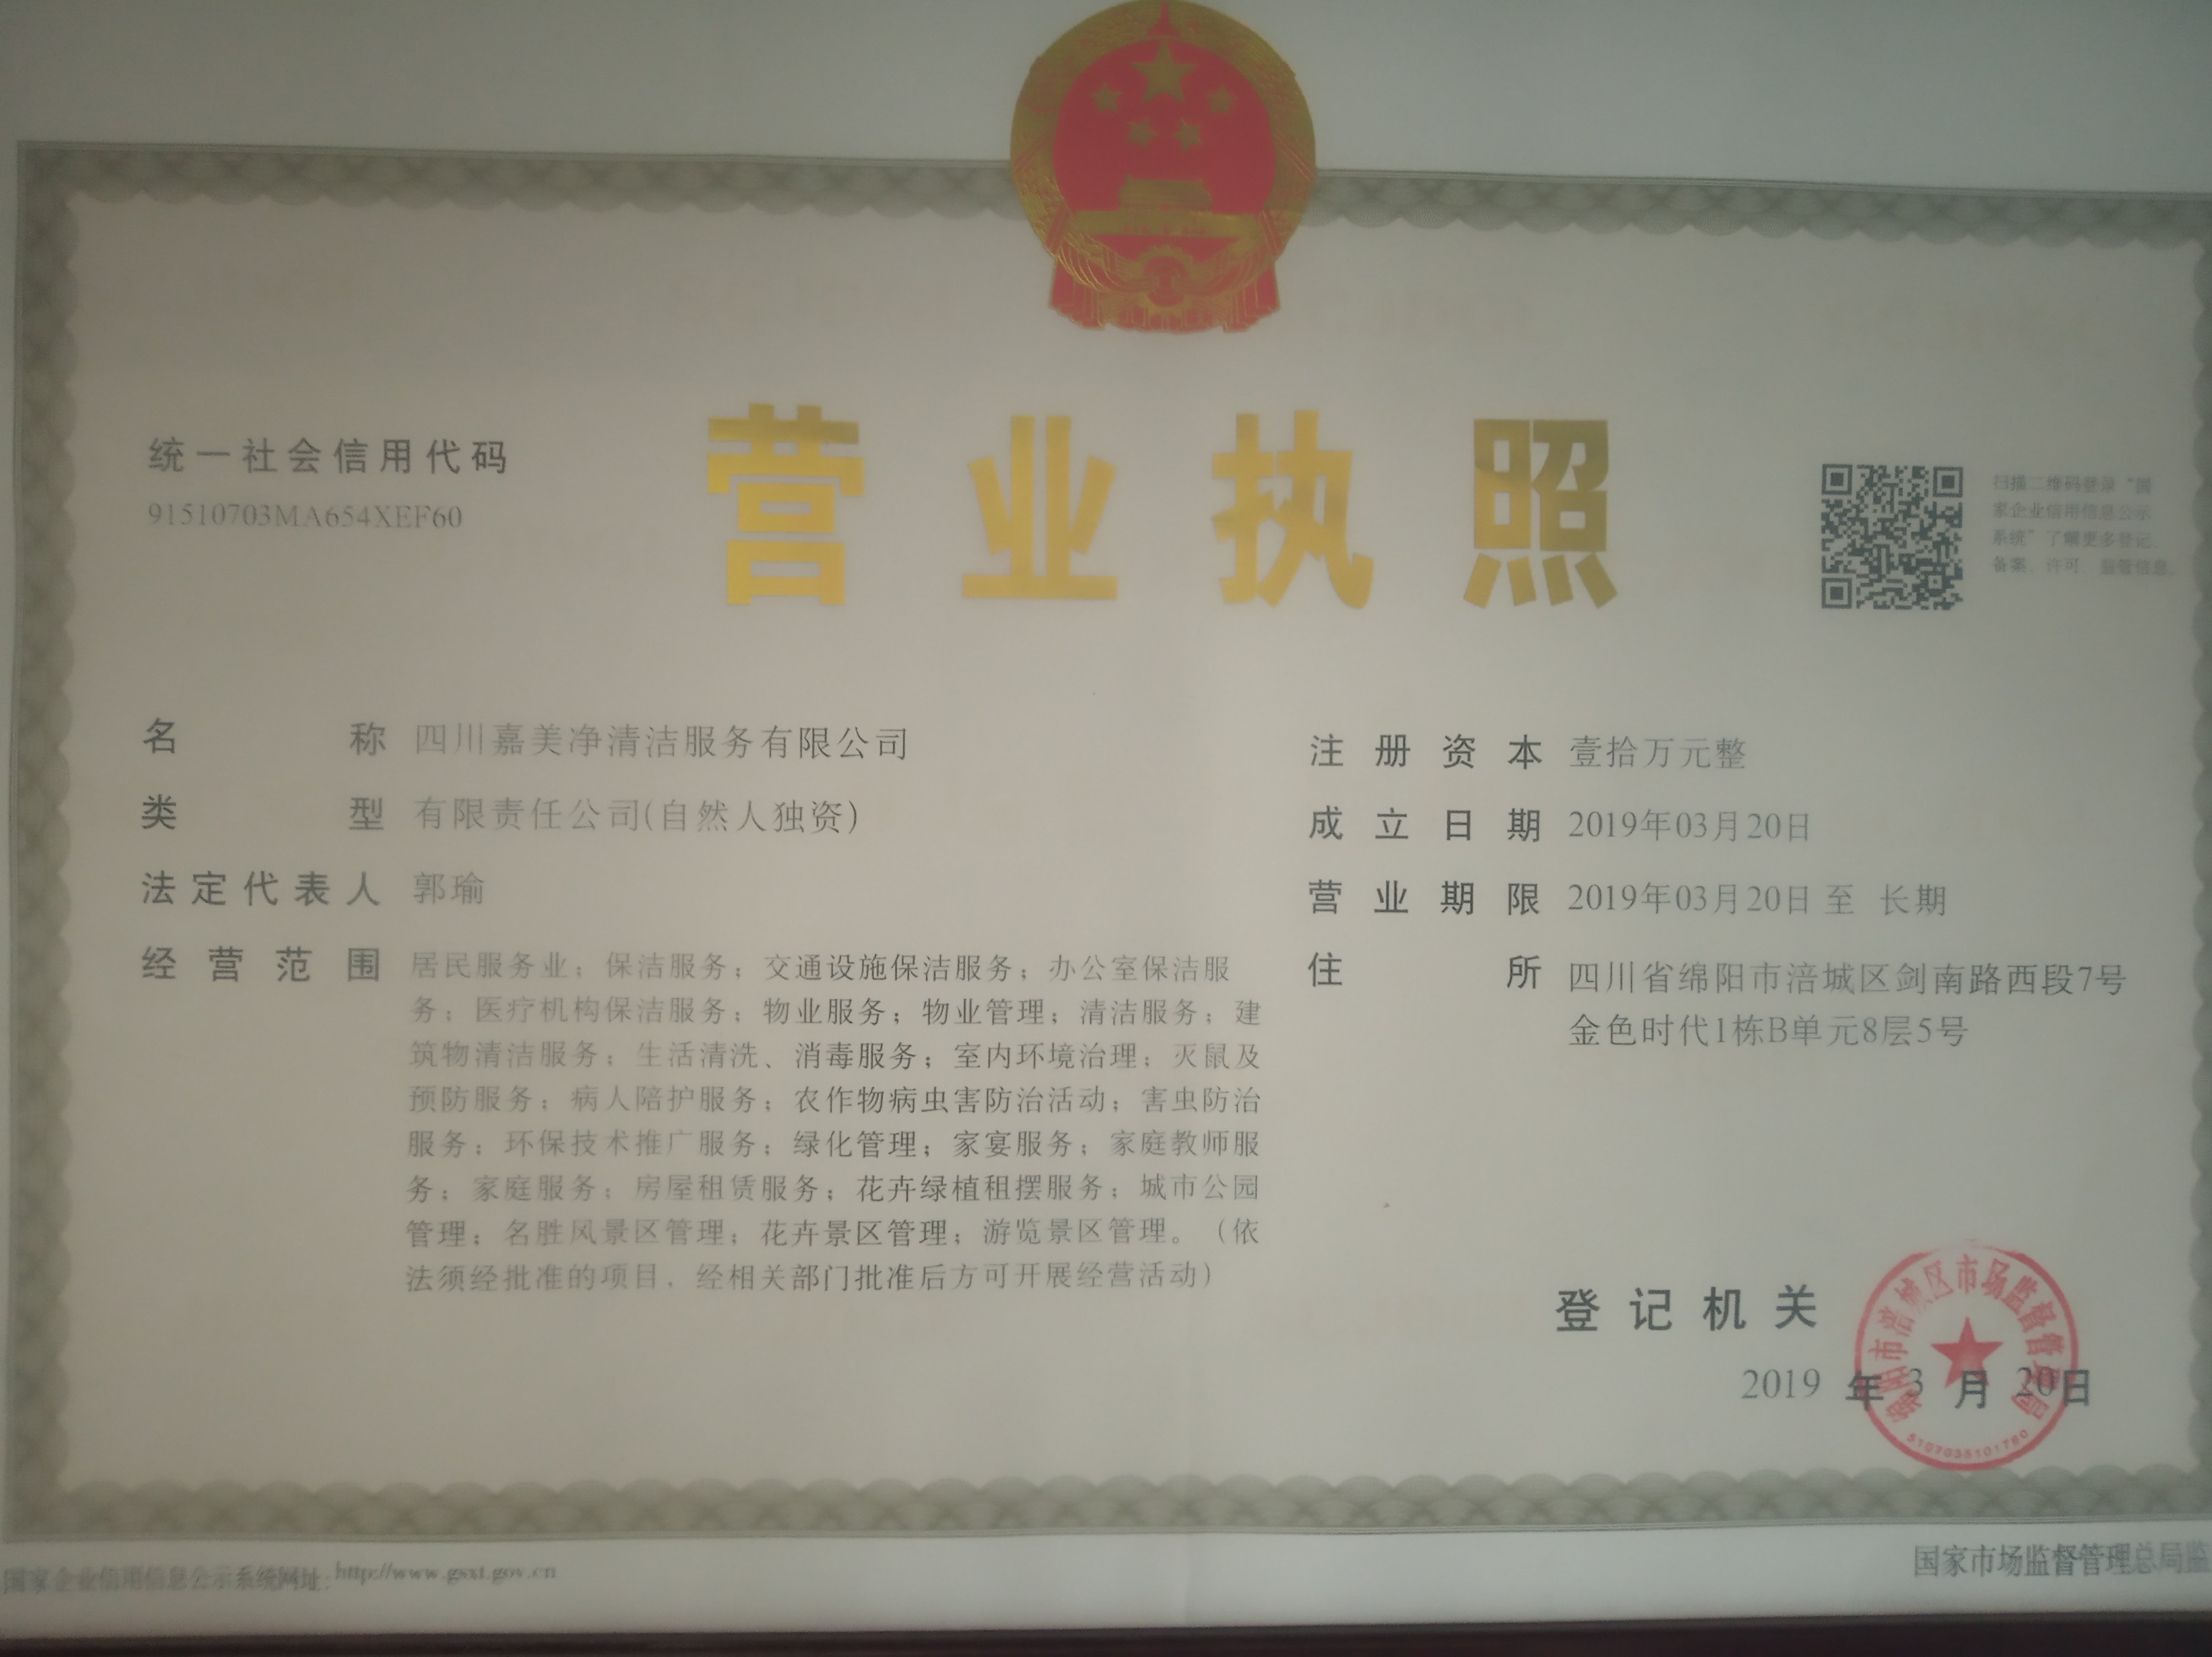 营业执照
统一社会信用代码
91510703MA654XEF60
扫描二维码登录“国
家企业信用信息公示
系统”了解更多登记、
备案、许可、监管信息。
名称 四川嘉美净清洁服务有限公司
类型 有限责任公司(自然人独资)
法定代表人 郭瑜
经营范围 居民服务业；保洁服务；交通设施保洁服务；办公室保洁服
务；医疗机构保洁服务；物业服务；物业管理；清洁服务；建
筑物清洁服务；生活清洗、消毒服务；室内环境治理；灭鼠及
预防服务；病人陪护服务；农作物病虫害防治活动；害虫防治
服务；环保技术推广服务；绿化管理；家宴服务；家庭教师服
务；家庭服务；房屋租赁服务；花卉绿植租摆服务；城市公园
管理；名胜风景区管理；花卉景区管理；游览景区管理。（依
法须经批准的项目，经相关部门批准后方可开展经营活动）
注册资本 壹拾万元整
成立日期 2019年03月20日
营业期限 2019年03月20日 至 长期
住所 四川省绵阳市涪城区剑南路西段7号
金色时代1栋B单元8层5号
登记机关
绵阳市涪城区市场监督管理局
2019 年 3 月 20日
国家企业信用信息公示系统网址：http://www.gsxt.gov.cn
国家市场监督管理总局监